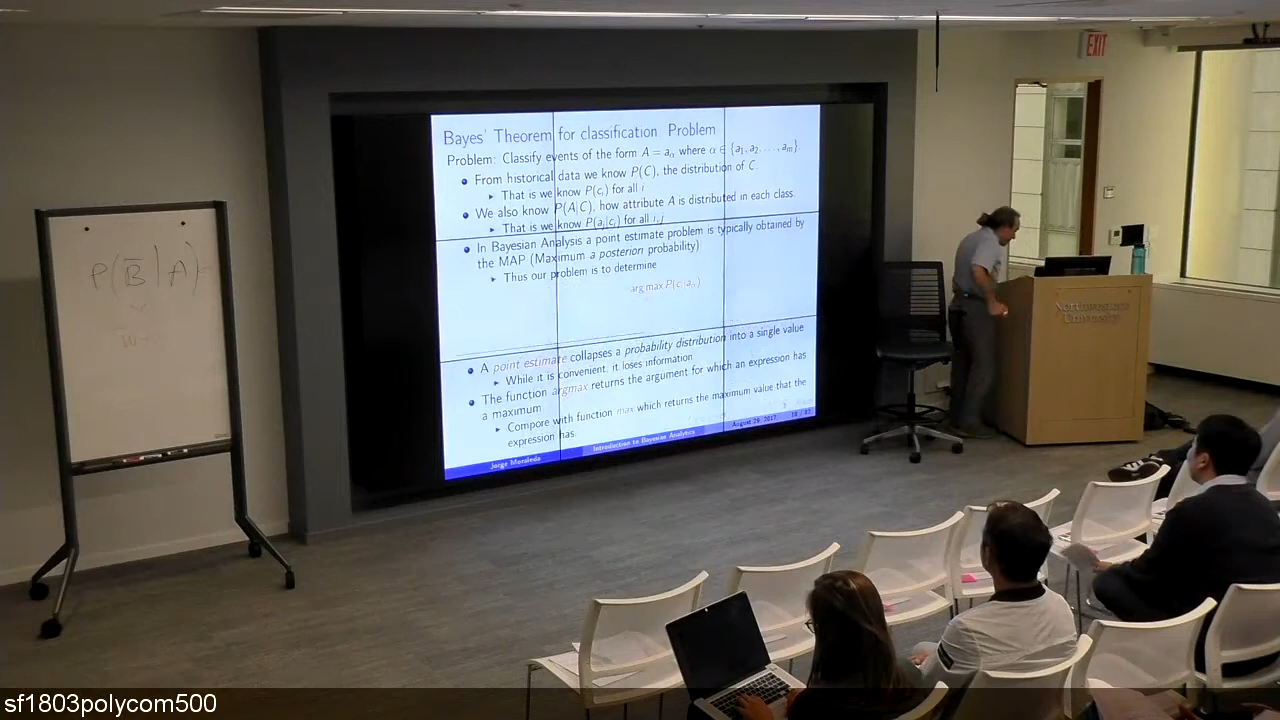 EXIT
Bayes' Theorem for classification. Problem
Problem: Classify events of the form A = aα where α ∈ {a1, a2, ..., am}.
From historical data we know P(C), the distribution of C.
That is we know P(ci) for all i
We also know P(A|C), how attribute A is distributed in each class.
That is we know P(aj|ci) for all i,j
In Bayesian Analysis a point estimate problem is typically obtained by
the MAP (Maximum a posterion probability)
Thus our problem is to determine
arg max P(ci|aα)
A point estimate collapses a probability distribution into a single value
While it is convenient, it loses information
The function argmax returns the argument for which an expression has
a maximum
Compore with function max which returns the maximum value that the
expression has.
Jorge Moraleda
Introduction to Bayesian Analytics
August 29, 2017
18 / 47
P(B̅ | A)
Northwestern
University
sf1803polycom500